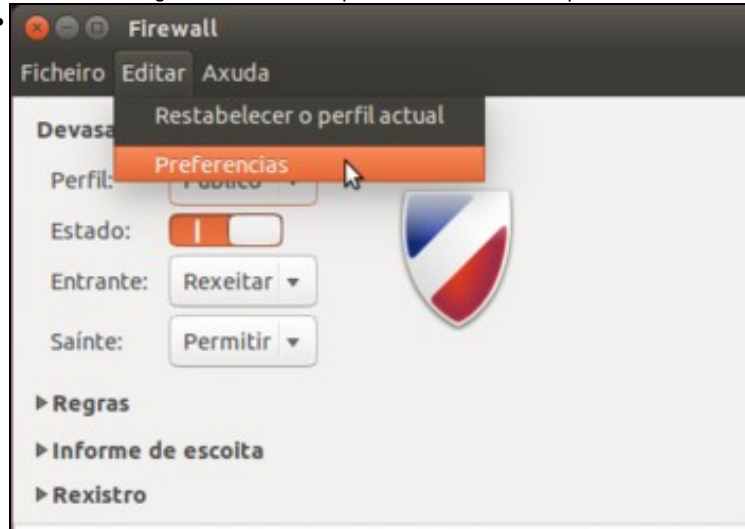 Firewall
Ficheiro Editar Axuda
Restabelecer o perfil actual
Preferencias
Perfil:
Estado:
Entrante: Rexeitar
Saínte: Permitir
Regras
Informe de escoita
Rexistro